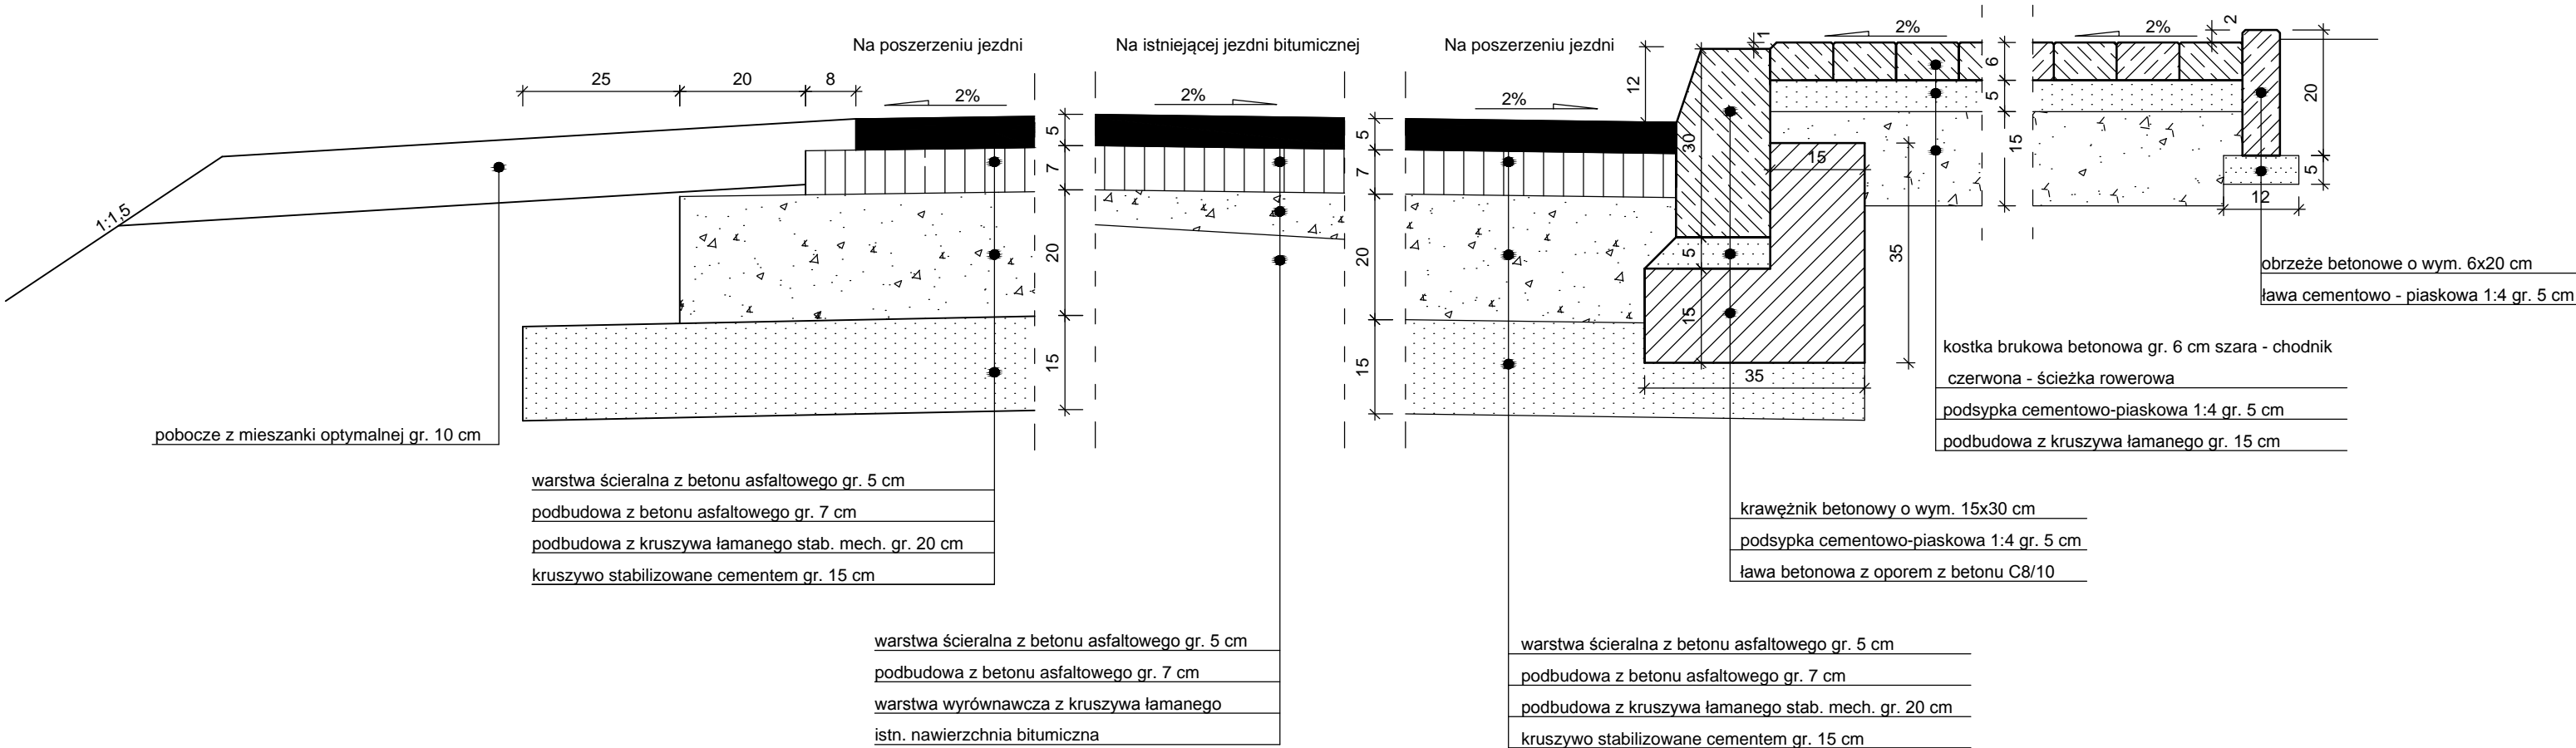 Na poszerzeniu jezdni
Na istniejącej jezdni bitumicznej
Na poszerzeniu jezdni
25
20
8
2%
2%
2%
2%
2%
1:1,5
5
7
20
15
5
7
20
15
12
1
30
5
15
15
35
35
6
5
15
2
20
5
12
pobocze z mieszanki optymalnej gr. 10 cm
warstwa ścieralna z betonu asfaltowego gr. 5 cm
podbudowa z betonu asfaltowego gr. 7 cm
podbudowa z kruszywa łamanego stab. mech. gr. 20 cm
kruszywo stabilizowane cementem gr. 15 cm
warstwa ścieralna z betonu asfaltowego gr. 5 cm
podbudowa z betonu asfaltowego gr. 7 cm
warstwa wyrównawcza z kruszywa łamanego
istn. nawierzchnia bitumiczna
warstwa ścieralna z betonu asfaltowego gr. 5 cm
podbudowa z betonu asfaltowego gr. 7 cm
podbudowa z kruszywa łamanego stab. mech. gr. 20 cm
kruszywo stabilizowane cementem gr. 15 cm
krawężnik betonowy o wym. 15x30 cm
podsypka cementowo-piaskowa 1:4 gr. 5 cm
ława betonowa z oporem z betonu C8/10
kostka brukowa betonowa gr. 6 cm szara - chodnik
czerwona - ścieżka rowerowa
podsypka cementowo-piaskowa 1:4 gr. 5 cm
podbudowa z kruszywa łamanego gr. 15 cm
obrzeże betonowe o wym. 6x20 cm
ława cementowo - piaskowa 1:4 gr. 5 cm